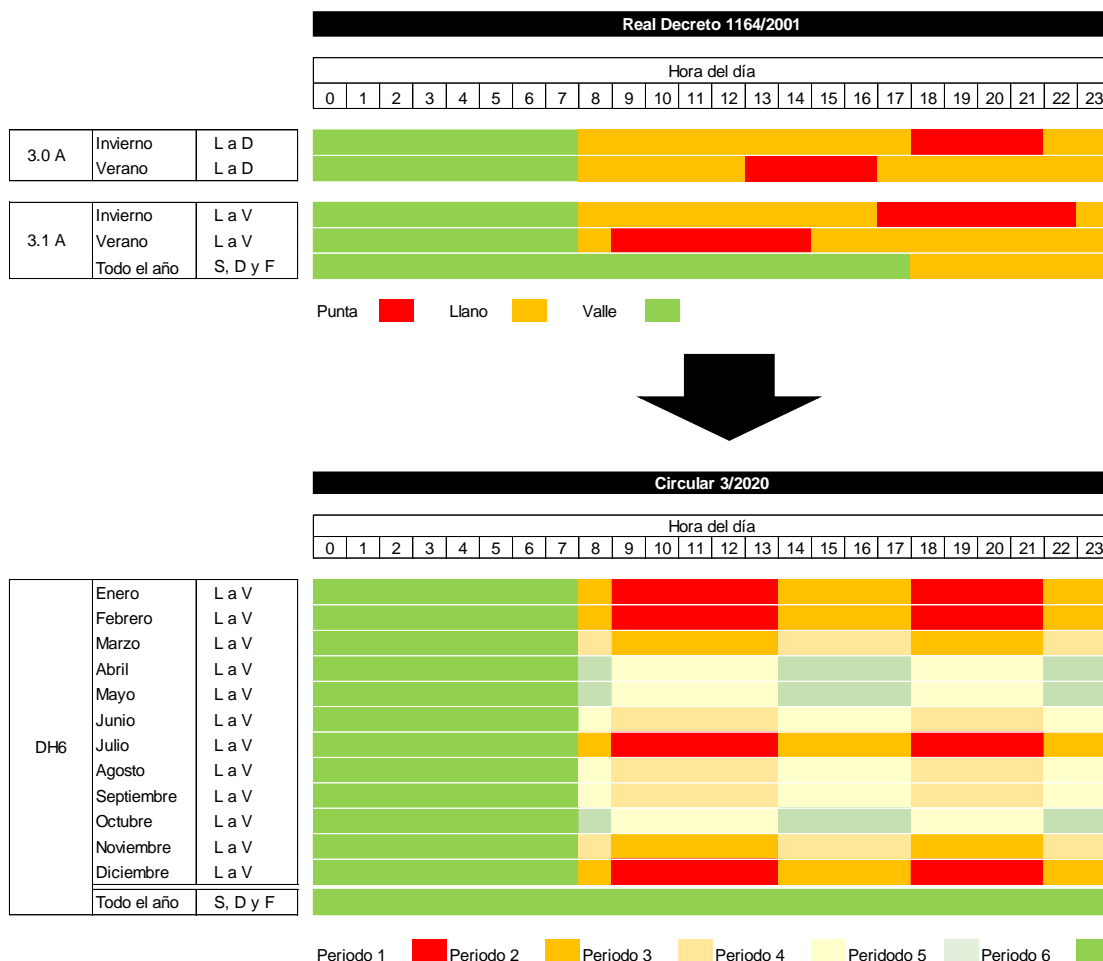 Real Decreto 1164/2001
Hora del día
0 1 2 3 4 5 6 7 8 9 10 11 12 13 14 15 16 17 18 19 20 21 22 23
3.0 A
Invierno L a D
Verano L a D
3.1 A
Invierno L a V
Verano L a V
Todo el año S, D y F
Punta Llano Valle
Circular 3/2020
Hora del día
0 1 2 3 4 5 6 7 8 9 10 11 12 13 14 15 16 17 18 19 20 21 22 23
DH6
Enero L a V
Febrero L a V
Marzo L a V
Abril L a V
Mayo L a V
Junio L a V
Julio L a V
Agosto L a V
Septiembre L a V
Octubre L a V
Noviembre L a V
Diciembre L a V
Todo el año S, D y F
Periodo 1 Periodo 2 Periodo 3 Periodo 4 Peridodo 5 Periodo 6